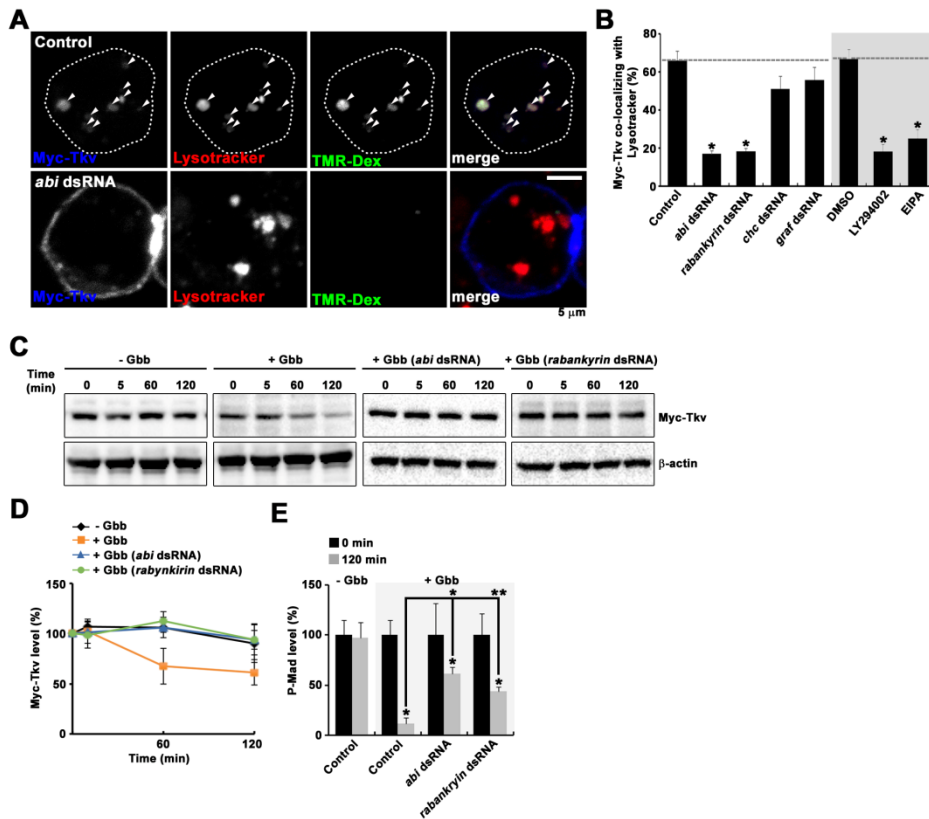 A
Control
Myc-Tkv
Lysotracker
TMR-Dex
merge
abi dsRNA
Myc-Tkv
Lysotracker
TMR-Dex
merge
5 μm
B
Myc-Tkv co-localizing with
Lysotracker (%)
80
60
40
20
0
* * * *
Control
abi dsRNA
rabankyrin dsRNA
chc dsRNA
graf dsRNA
DMSO
LY294002
EIPA
C
- Gbb
+ Gbb
+ Gbb (abi dsRNA)
+ Gbb (rabankyrin dsRNA)
Time
(min)
0 5 60 120
0 5 60 120
0 5 60 120
0 5 60 120
Myc-Tkv
β-actin
D
- Gbb
+ Gbb
+ Gbb (abi dsRNA)
+ Gbb (rabynkirin dsRNA)
Myc-Tkv level (%)
150
100
50
0
60 120
Time (min)
E
0 min
120 min
- Gbb
+ Gbb
P-Mad level (%)
150
100
50
0
* **
* * *
Control
Control
abi dsRNA
rabankryin dsRNA